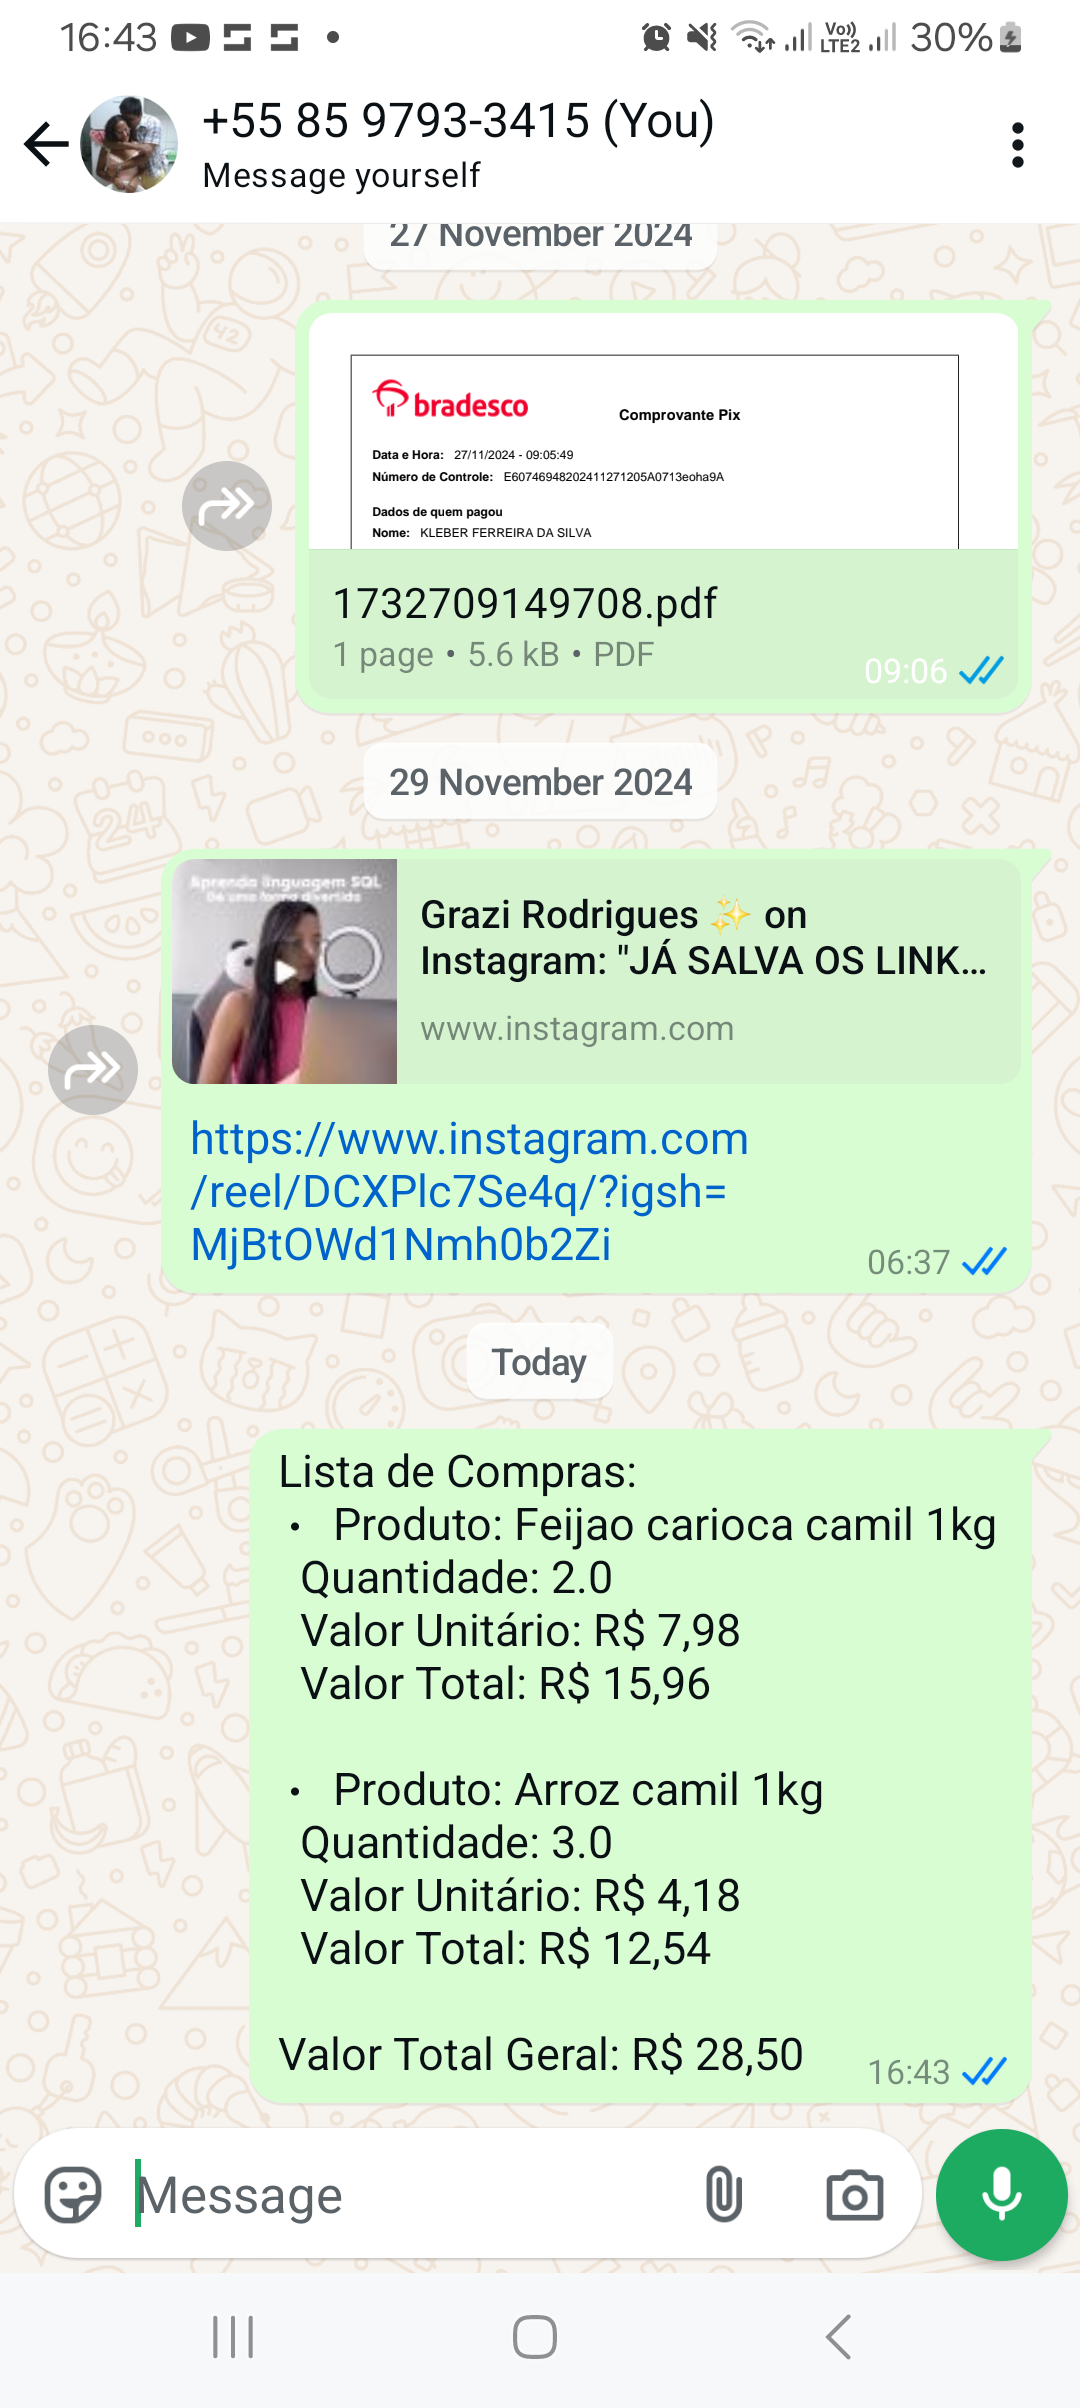 16:43
Vo))
LTE2
30%
+55 85 9793-3415 (You)
Message yourself
27 November 2024
bradesco
Comprovante Pix
Data e Hora: 27/11/2024 - 09:05:49
Número de Controle: E60746948202411271205A0713eoha9A
Dados de quem pagou
Nome: KLEBER FERREIRA DA SILVA
1732709149708.pdf
1 page • 5.6 kB • PDF
09:06
29 November 2024
Aprenda linguagem SQL
De uma forma divertida
Grazi Rodrigues ✨ on
Instagram: "JÁ SALVA OS LINK...
www.instagram.com
https://www.instagram.com
/reel/DCXPlc7Se4q/?igsh=
MjBtOWd1Nmh0b2Zi
06:37
Today
Lista de Compras:
• Produto: Feijao carioca camil 1kg
Quantidade: 2.0
Valor Unitário: R$ 7,98
Valor Total: R$ 15,96
• Produto: Arroz camil 1kg
Quantidade: 3.0
Valor Unitário: R$ 4,18
Valor Total: R$ 12,54
Valor Total Geral: R$ 28,50
16:43
Message